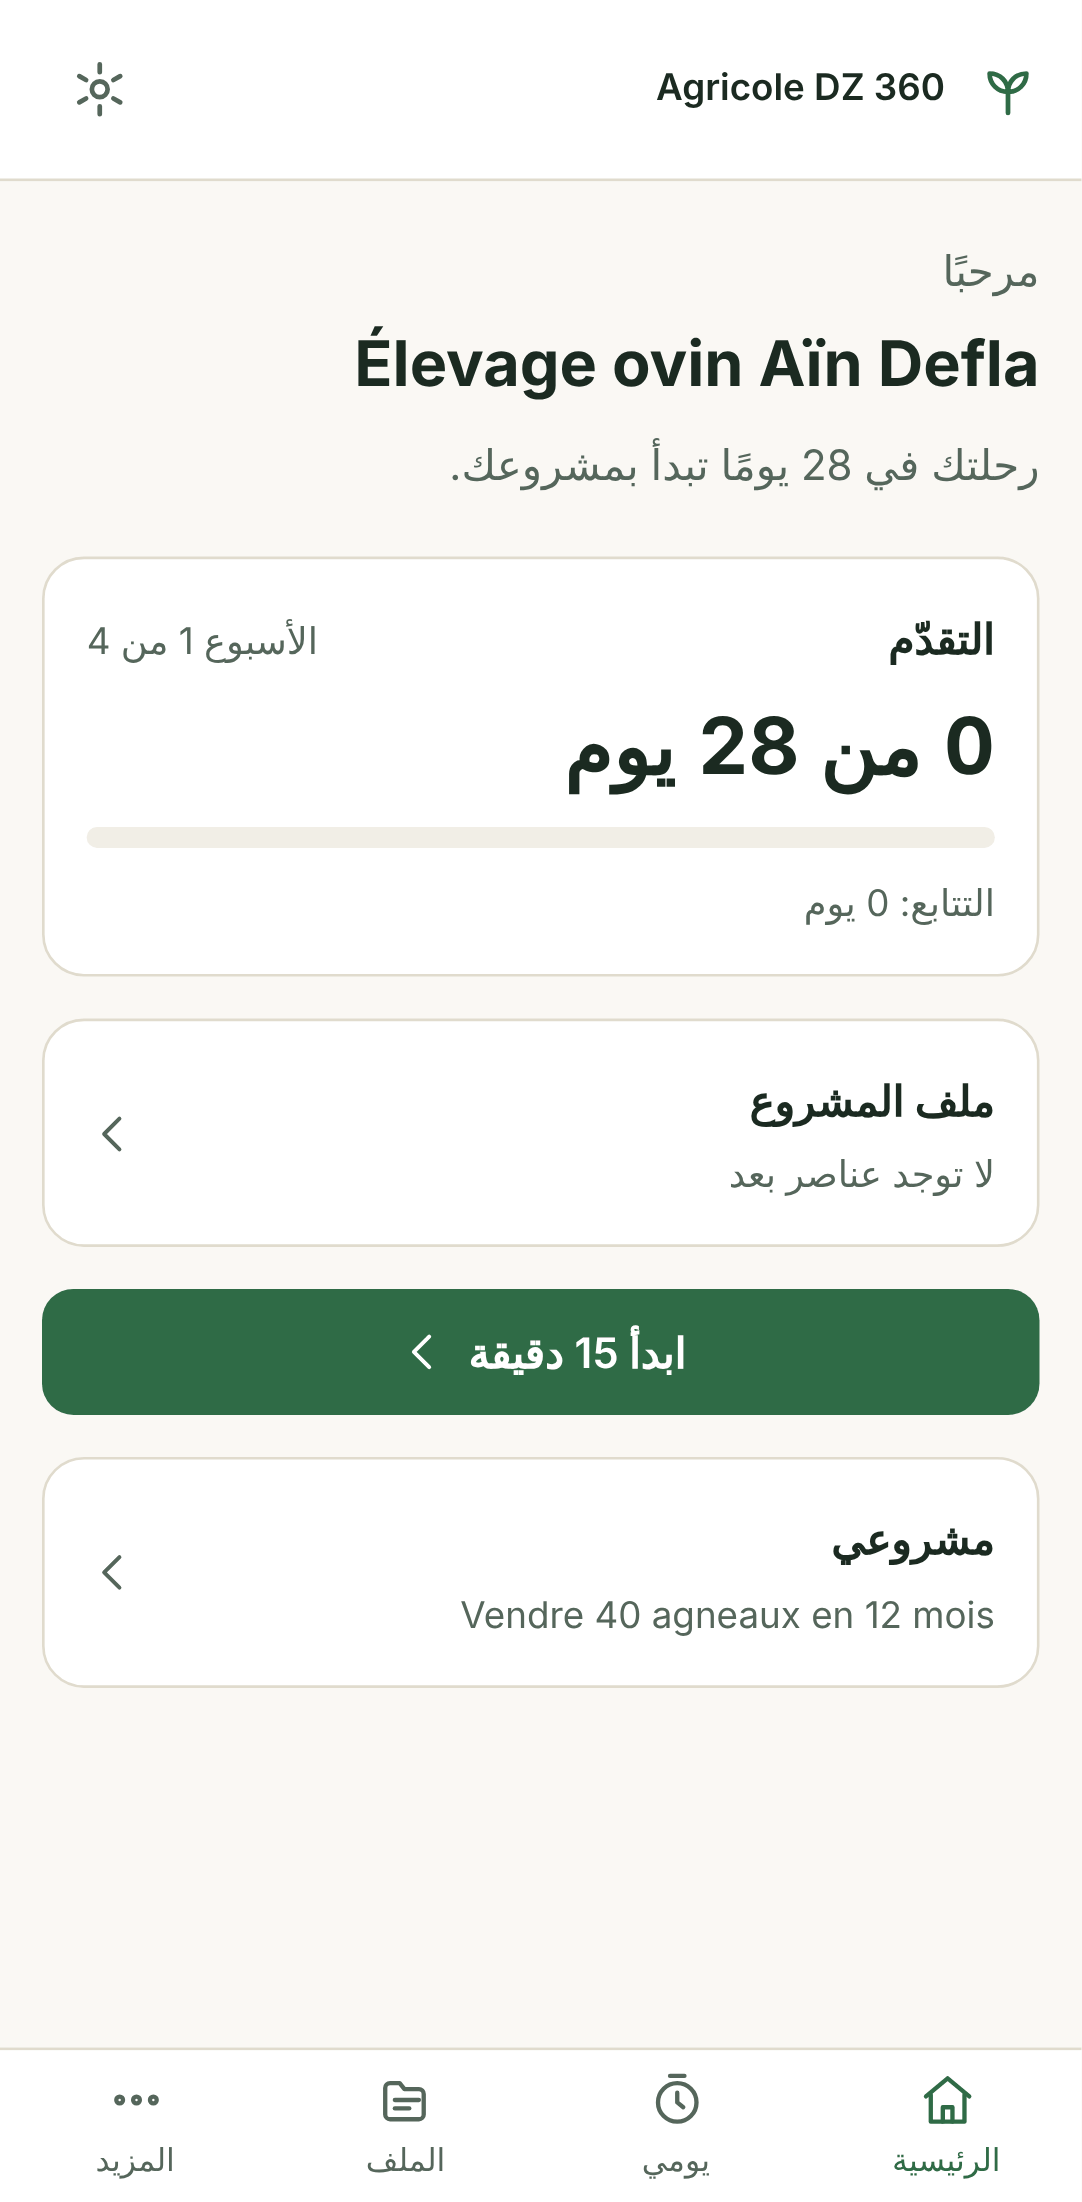 Agricole DZ 360
مرحبًا
Élevage ovin Aïn Defla
رحلتك في 28 يومًا تبدأ بمشروعك.
التقدّم
الأسبوع 1 من 4
0 من 28 يوم
التتابع: 0 يوم
ملف المشروع
لا توجد عناصر بعد
ابدأ 15 دقيقة
مشروعي
Vendre 40 agneaux en 12 mois
الرئيسية
يومي
الملف
المزيد